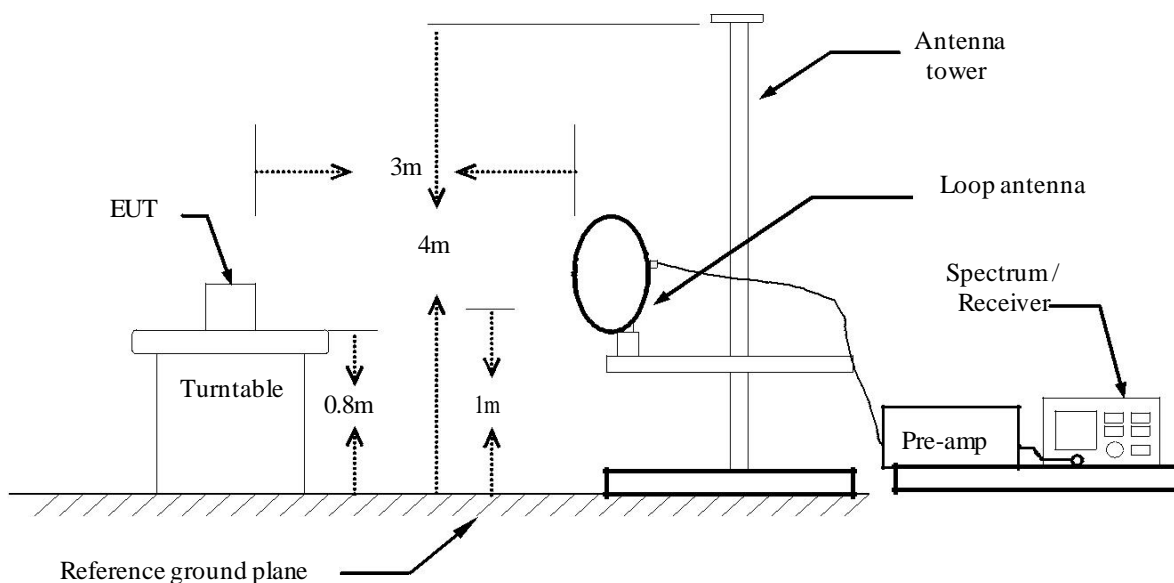 Antenna
tower
3m
Loop antenna
EUT
4m
Spectrum /
Receiver
Turntable
0.8m
1m
Pre-amp
Reference ground plane